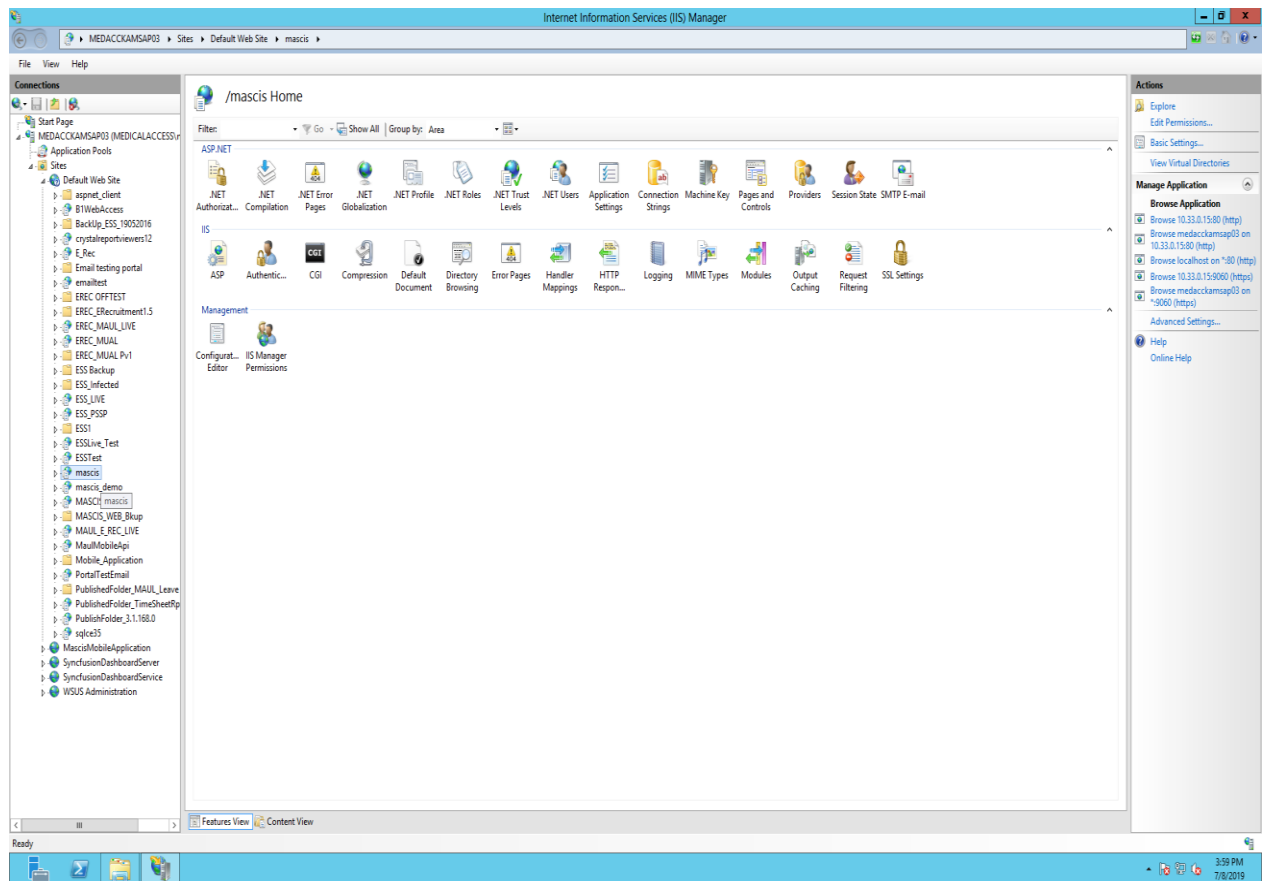 Internet Information Services (IIS) Manager
MEDACCKAMSAP03 Sites Default Web Site mascis
File View Help
Connections
Start Page
MEDACCKAMSAP03 (MEDICALACCESS\r
Application Pools
Sites
Default Web Site
aspnet_client
B1WebAccess
BackUp_ESS_19052016
crystalreportviewers12
E_Rec
Email testing portal
emailtest
EREC OFFTEST
EREC_ERecruitment1.5
EREC_MAUL_LIVE
EREC_MUAL
EREC_MUAL Pv1
ESS Backup
ESS_Infected
ESS_LIVE
ESS_PSSP
ESS1
ESSLive_Test
ESSTest
mascis
mascis_demo
MASCIS
mascis
MASCIS_WEB_Bkup
MAUL_E_REC_LIVE
MaulMobileApi
Mobile_Application
PortalTestEmail
PublishedFolder_MAUL_Leave
PublishedFolder_TimeSheetRp
PublishFolder_3.1.168.0
sqlce35
MascisMobileApplication
SyncfusionDashboardServer
SyncfusionDashboardService
WSUS Administration
/mascis Home
Filter: Go Show All Group by: Area
ASP.NET
.NET Authorizat...
.NET Compilation
.NET Error Pages
.NET Globalization
.NET Profile
.NET Roles
.NET Trust Levels
.NET Users
Application Settings
Connection Strings
Machine Key
Pages and Controls
Providers
Session State
SMTP E-mail
IIS
ASP
Authentic...
CGI
Compression
Default Document
Directory Browsing
Error Pages
Handler Mappings
HTTP Respon...
Logging
MIME Types
Modules
Output Caching
Request Filtering
SSL Settings
Management
Configurat... Editor
IIS Manager Permissions
Features View Content View
Actions
Explore
Edit Permissions...
Basic Settings...
View Virtual Directories
Manage Application
Browse Application
Browse 10.33.0.15:80 (http)
Browse medacckamsap03 on
10.33.0.15:80 (http)
Browse localhost on *:80 (http)
Browse 10.33.0.15:9060 (https)
Browse medacckamsap03 on
*:9060 (https)
Advanced Settings...
Help
Online Help
Ready
3:59 PM
7/8/2019